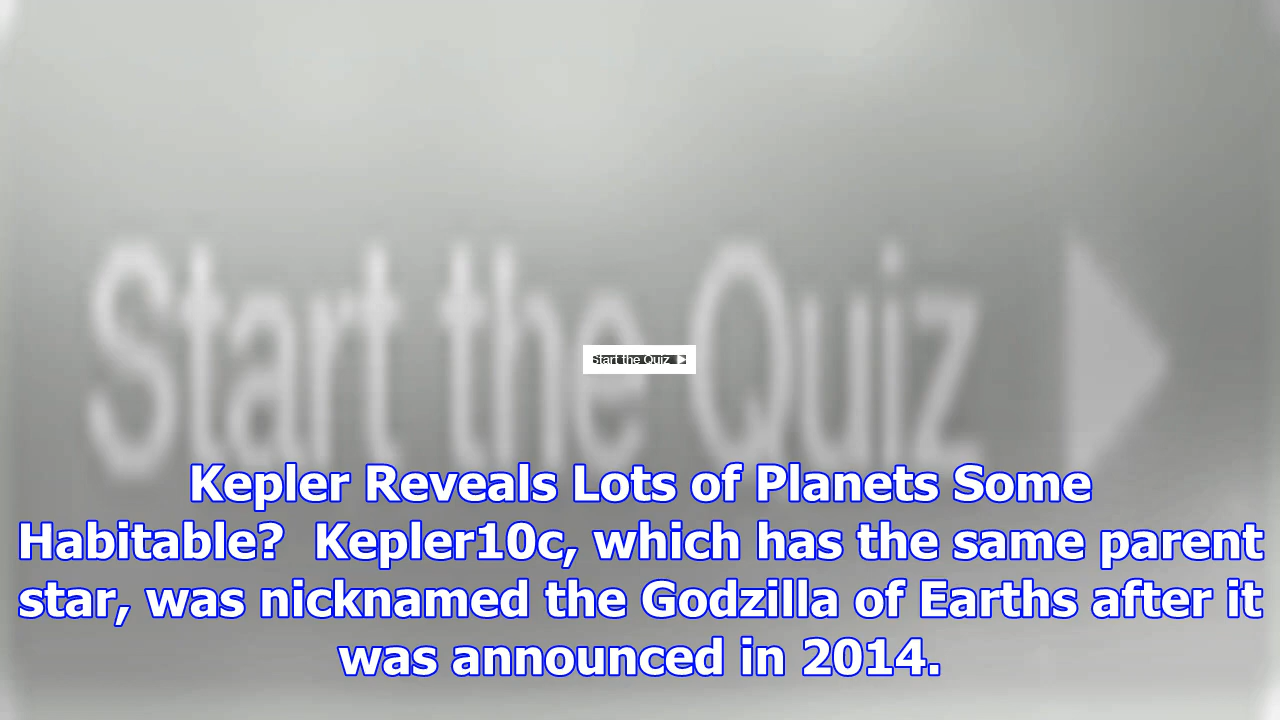 Start the Quiz
Start the Quiz
Kepler Reveals Lots of Planets Some
Habitable?  Kepler10c, which has the same parent
star, was nicknamed the Godzilla of Earths after it
was announced in 2014.